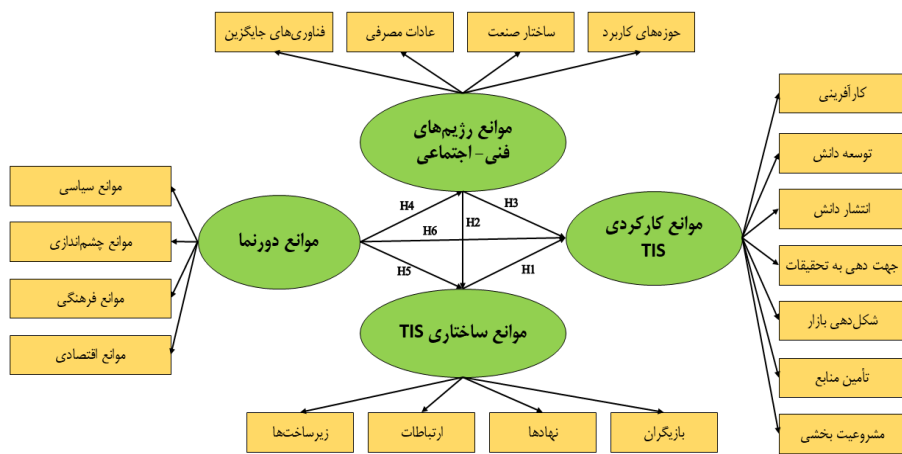 حوزه‌های کاربرد
ساختار صنعت
عادات مصرفی
فناوری‌های جایگزین
موانع رژیم‌های
فنی- اجتماعی
کارآفرینی
توسعه دانش
انتشار دانش
جهت دهی به تحقیقات
شکل‌دهی بازار
تأمین منابع
مشروعیت بخشی
موانع کارکردی
TIS
H3
H2
H4
H6
H1
H5
موانع دورنما
موانع سیاسی
موانع چشم‌اندازی
موانع فرهنگی
موانع اقتصادی
موانع ساختاری TIS
بازیگران
نهادها
ارتباطات
زیرساخت‌ها